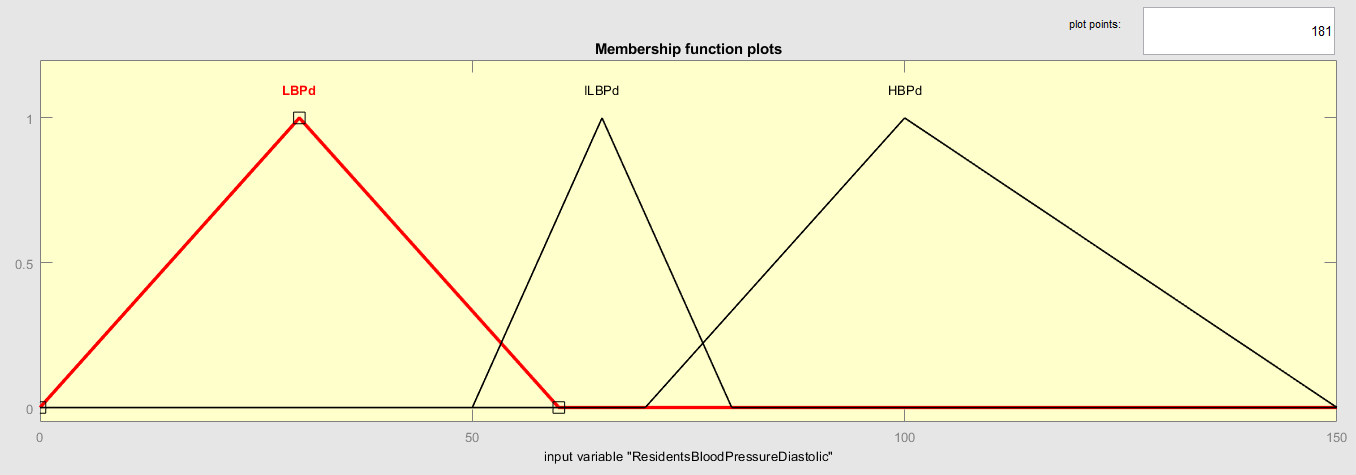 plot points:
181
Membership function plots
LBPd
ILBPd
HBPd
1
0.5
0
0
50
100
150
input variable "ResidentsBloodPressureDiastolic"